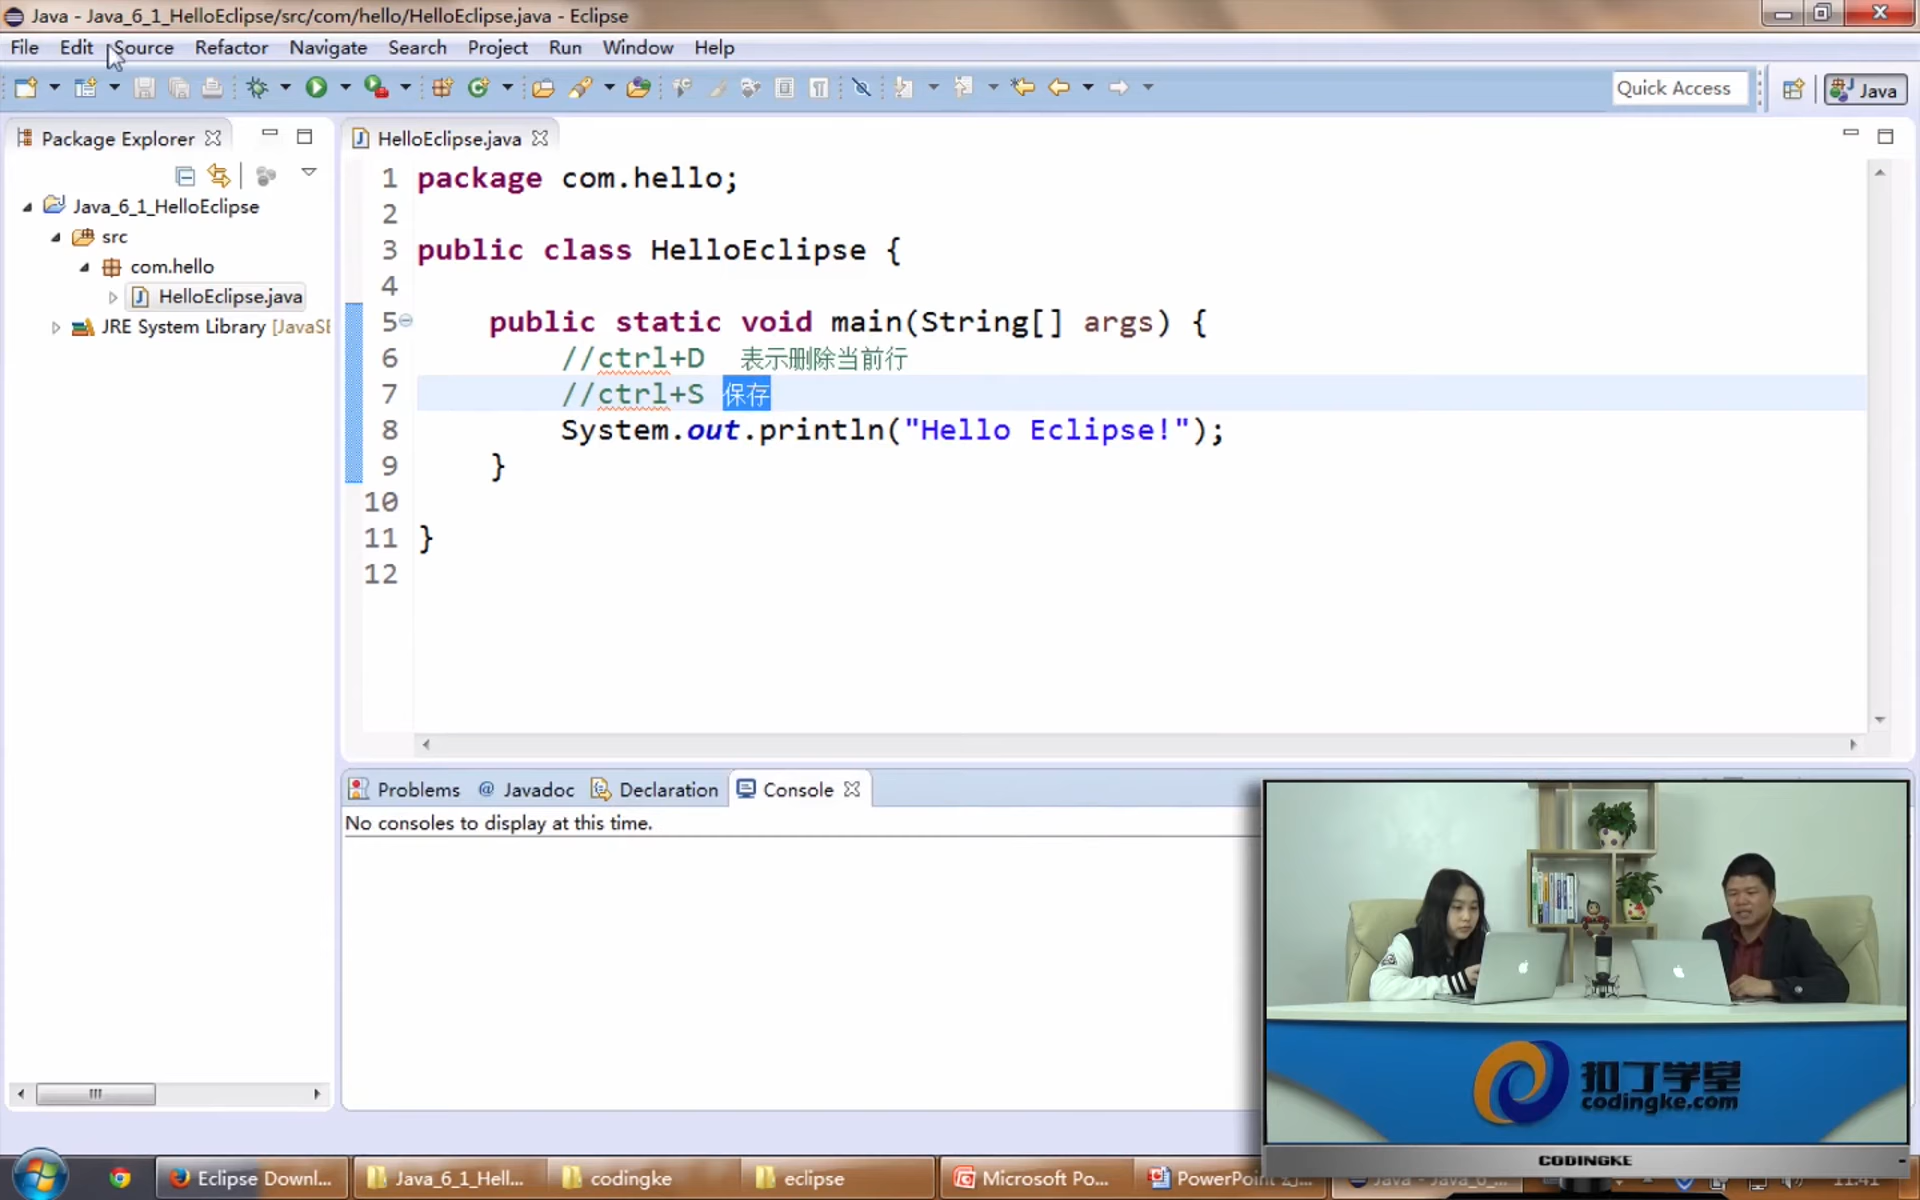 Java - Java_6_1_HelloEclipse/src/com/hello/HelloEclipse.java - Eclipse
File Edit Source Refactor Navigate Search Project Run Window Help
Quick Access
Java
Package Explorer
HelloEclipse.java
Java_6_1_HelloEclipse
src
com.hello
HelloEclipse.java
JRE System Library [JavaSE
1 package com.hello;
2
3 public class HelloEclipse {
4
5 public static void main(String[] args) {
6 //ctrl+D 表示删除当前行
7 //ctrl+S 保存
8 System.out.println("Hello Eclipse!");
9 }
10
11 }
12
Problems @ Javadoc Declaration Console
No consoles to display at this time.
扣丁学堂
codingke.com
CODINGKE
Eclipse Downl... Java_6_1_Hell... codingke eclipse Microsoft Po... PowerPoint Java - Java_6_...
11:41